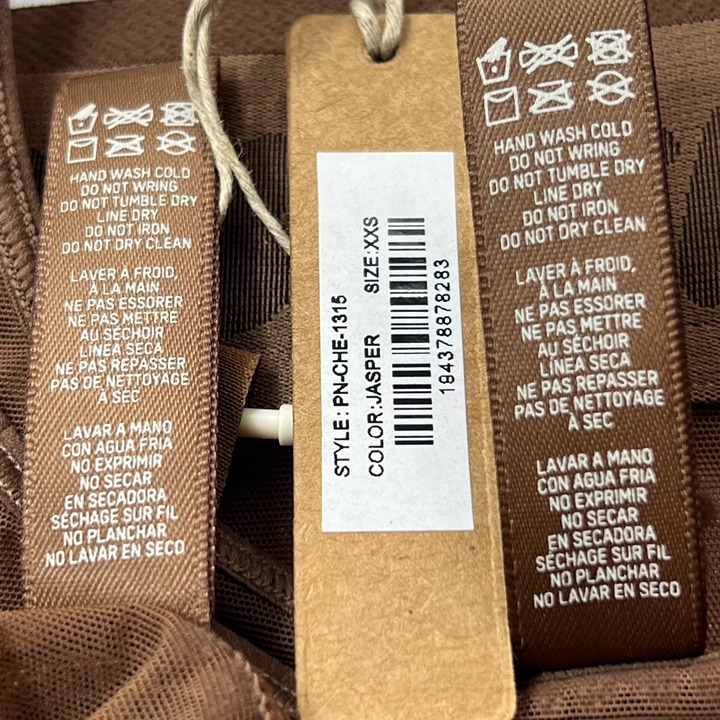 HAND WASH COLD
DO NOT WRING
DO NOT TUMBLE DRY
LINE DRY
DO NOT IRON
DO NOT DRY CLEAN
LAVER À FROID,
À LA MAIN
NE PAS ESSORER
NE PAS METTRE
AU SÉCHOIR
LÍNEA SECA
NE PAS REPASSER
PAS DE NETTOYAGE
À SEC
LAVAR A MANO
CON AGUA FRIA
NO EXPRIMIR
NO SECAR
EN SECADORA
SÉCHAGE SUR FIL
NO PLANCHAR
NO LAVAR EN SECO
STYLE: PN-CHE-1315
COLOR:JASPER SIZE:XXS
194378878283
HAND WASH COLD
DO NOT WRING
DO NOT TUMBLE DRY
LINE DRY
DO NOT IRON
DO NOT DRY CLEAN
LAVER À FROID,
À LA MAIN
NE PAS ESSORER
NE PAS METTRE
AU SÉCHOIR
LÍNEA SECA
NE PAS REPASSER
PAS DE NETTOYAGE
À SEC
LAVAR A MANO
CON AGUA FRIA
NO EXPRIMIR
NO SECAR
EN SECADORA
SÉCHAGE SUR FIL
NO PLANCHAR
NO LAVAR EN SECO